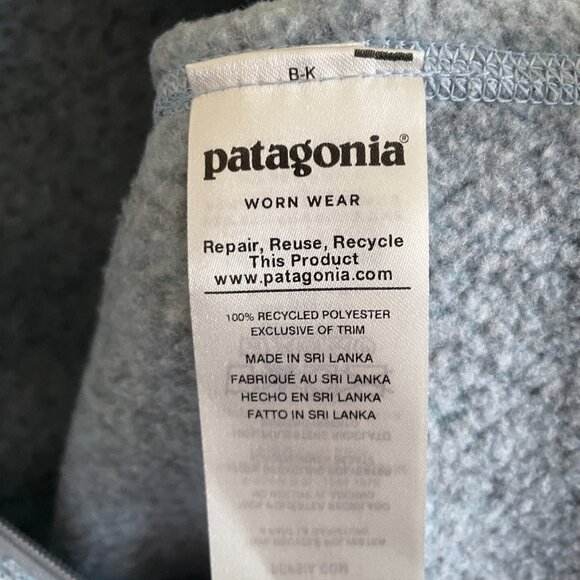 B-K
patagonia®
WORN WEAR
Repair, Reuse, Recycle
This Product
www.patagonia.com
100% RECYCLED POLYESTER
EXCLUSIVE OF TRIM
MADE IN SRI LANKA
FABRIQUÉ AU SRI LANKA
HECHO EN SRI LANKA
FATTO IN SRI LANKA